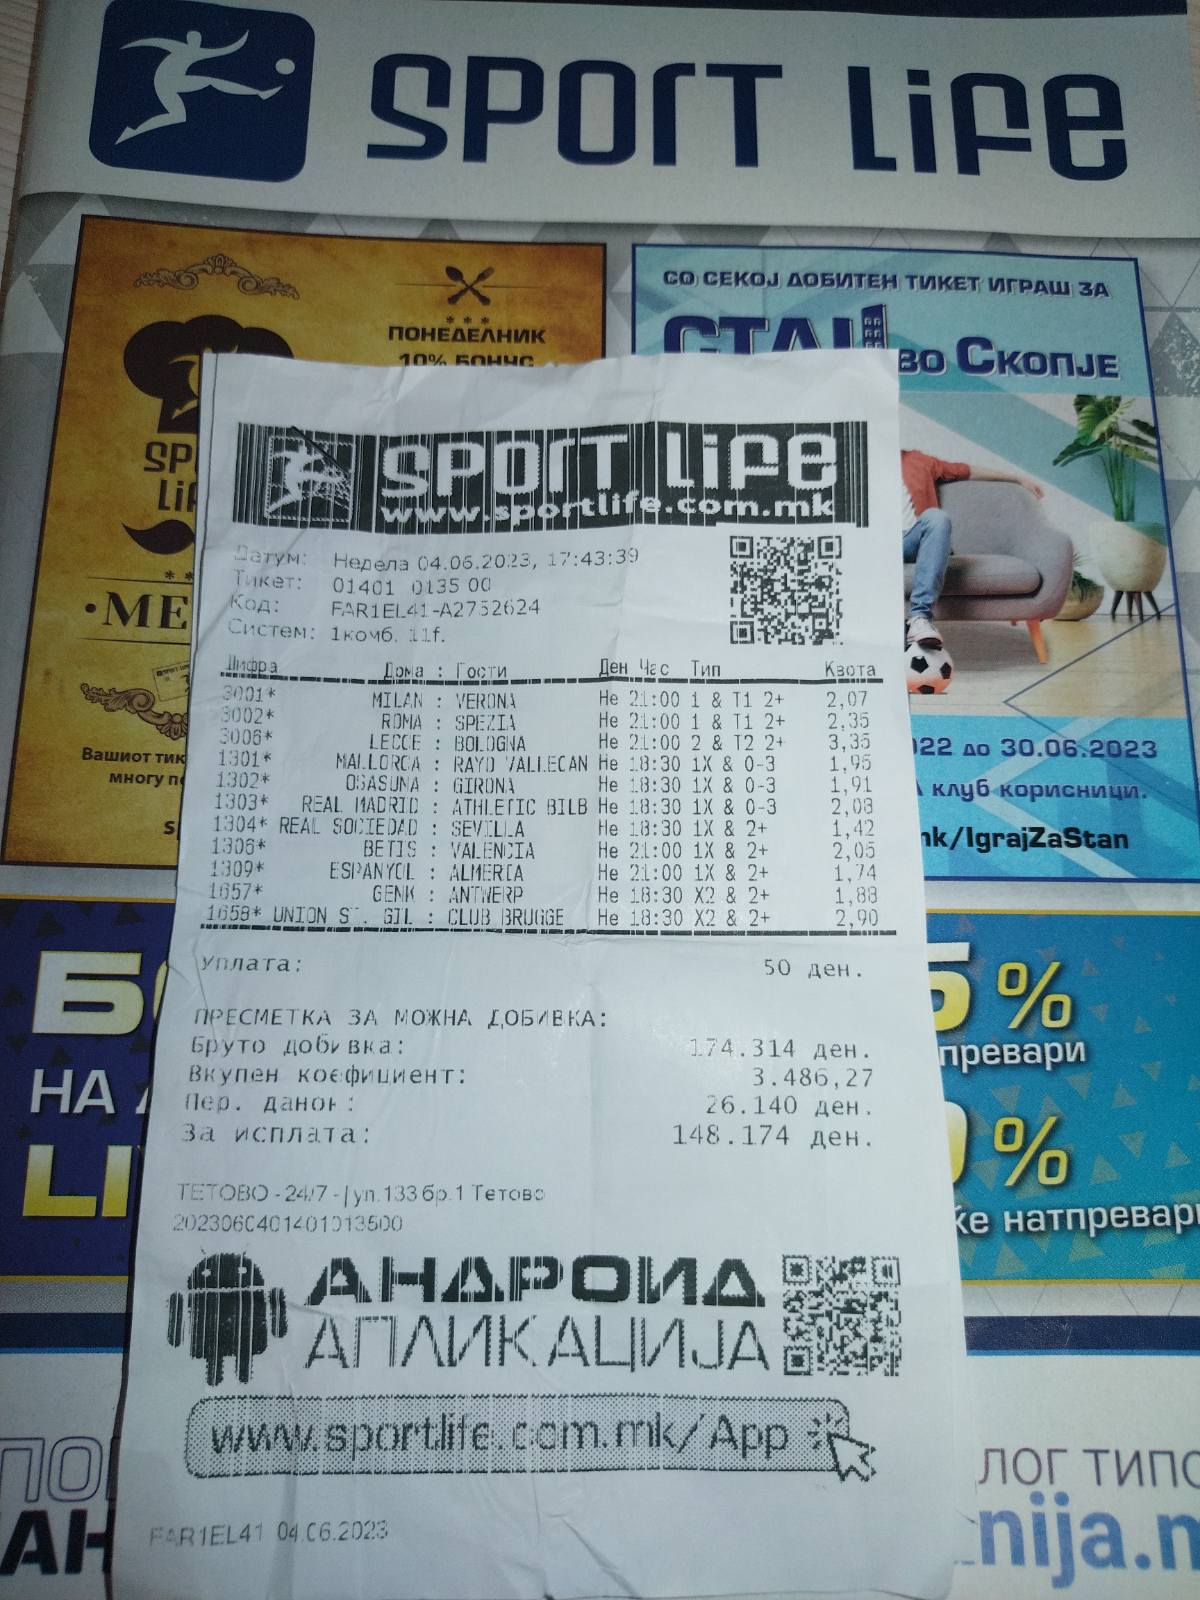 SPORT LIFE
ПОНЕДЕЛНИК
10% БОНУС
СО СЕКОЈ ДОБИТЕН ТИКЕТ ИГРАШ ЗА
СТАН во Скопје
SPORT LIFE
www.sportlife.com.mk
Датум: Недела 04.06.2023, 17:43:39
Тикет: 01401 0135 00
Код: FAR1EL41-A2752624
Систем: 1комб. 11f.
Шифра Дома : Гости Ден Час Тип Квота
3001* MILAN : VERONA Не 21:00 1 & T1 2+ 2,07
3002* ROMA : SPEZIA Не 21:00 1 & T1 2+ 2,35
3006* LECCE : BOLOGNA Не 21:00 2 & T2 2+ 3,35
1301* MALLORCA : RAYO VALLECAN Не 18:30 1X & 0-3 1,95
1302* OSASUNA : GIRONA Не 18:30 1X & 0-3 1,91
1303* REAL MADRID : ATHLETIC BILB Не 18:30 1X & 0-3 2,08
1304* REAL SOCIEDAD : SEVILLA Не 18:30 1X & 2+ 1,42
1306* BETIS : VALENCIA Не 21:00 1X & 2+ 2,05
1309* ESPANYOL : ALMERIA Не 21:00 1X & 2+ 1,74
1657* GENK : ANTWERP Не 18:30 X2 & 2+ 1,88
1658* UNION ST. GIL : CLUB BRUGGE Не 18:30 X2 & 2+ 2,90
Уплата: 50 ден.
ПРЕСМЕТКА ЗА МОЖНА ДОБИВКА:
Бруто добивка: 174.314 ден.
Вкупен коефициент: 3.486,27
Пер. данок: 26.140 ден.
За исплата: 148.174 ден.
ТЕТОВО - 24/7 - | ул.133 бр.1 Тетово
2023060401401013500
АНДРОИД
АПЛИКАЦИЈА
www.sportlife.com.mk/App
FAR1EL41 04.06.2023
SP
Lif
• ME
Вашиот тик
многу п
022 до 30.06.2023
клуб корисници.
mk/IgrajZaStan
НА
LI
5 %
превари
0 %
ќе натпревари
ЛОГ ТИПО
nija.m